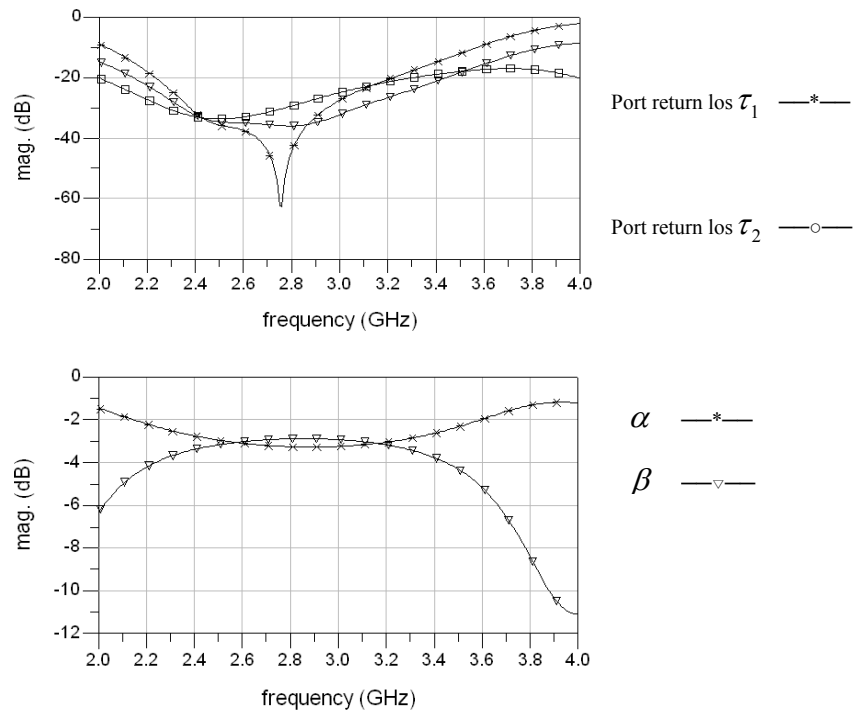 0
-20
-40
-60
-80
mag. (dB)
2.0 2.2 2.4 2.6 2.8 3.0 3.2 3.4 3.6 3.8 4.0
frequency (GHz)
Port return los τ1
Port return los τ2
0
-2
-4
-6
-8
-10
-12
mag. (dB)
2.0 2.2 2.4 2.6 2.8 3.0 3.2 3.4 3.6 3.8 4.0
frequency (GHz)
α
β